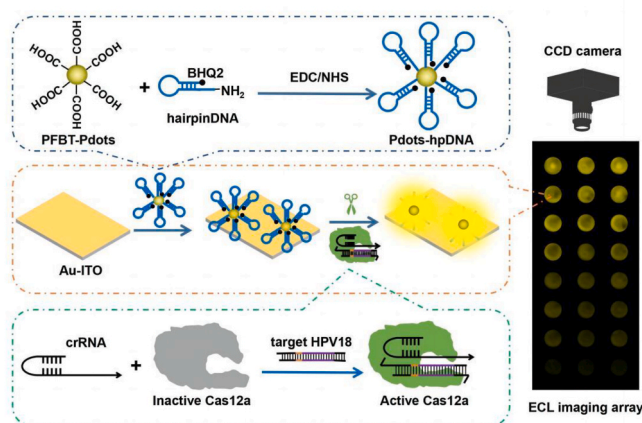 COOH
HOOC
COOH
HOOC
COOH
HOOC
COOH
PFBT-Pdots
+
BHQ2
NH2
hairpinDNA
EDC/NHS
Pdots-hpDNA
CCD camera
Au-ITO
crRNA
+
Inactive Cas12a
target HPV18
Active Cas12a
ECL imaging array